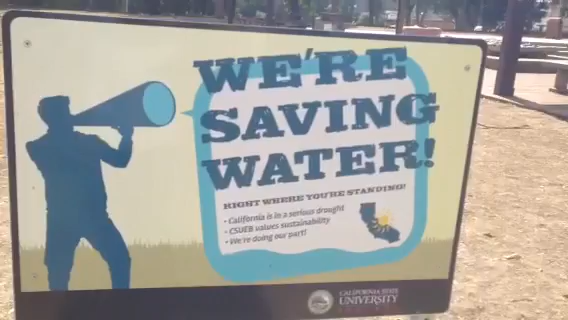 WE'RE
SAVING
WATER!
RIGHT WHERE YOU'RE STANDING!
• California is in a serious drought
• CSUEB values sustainability
• We're doing our part!
CALIFORNIA STATE
UNIVERSITY